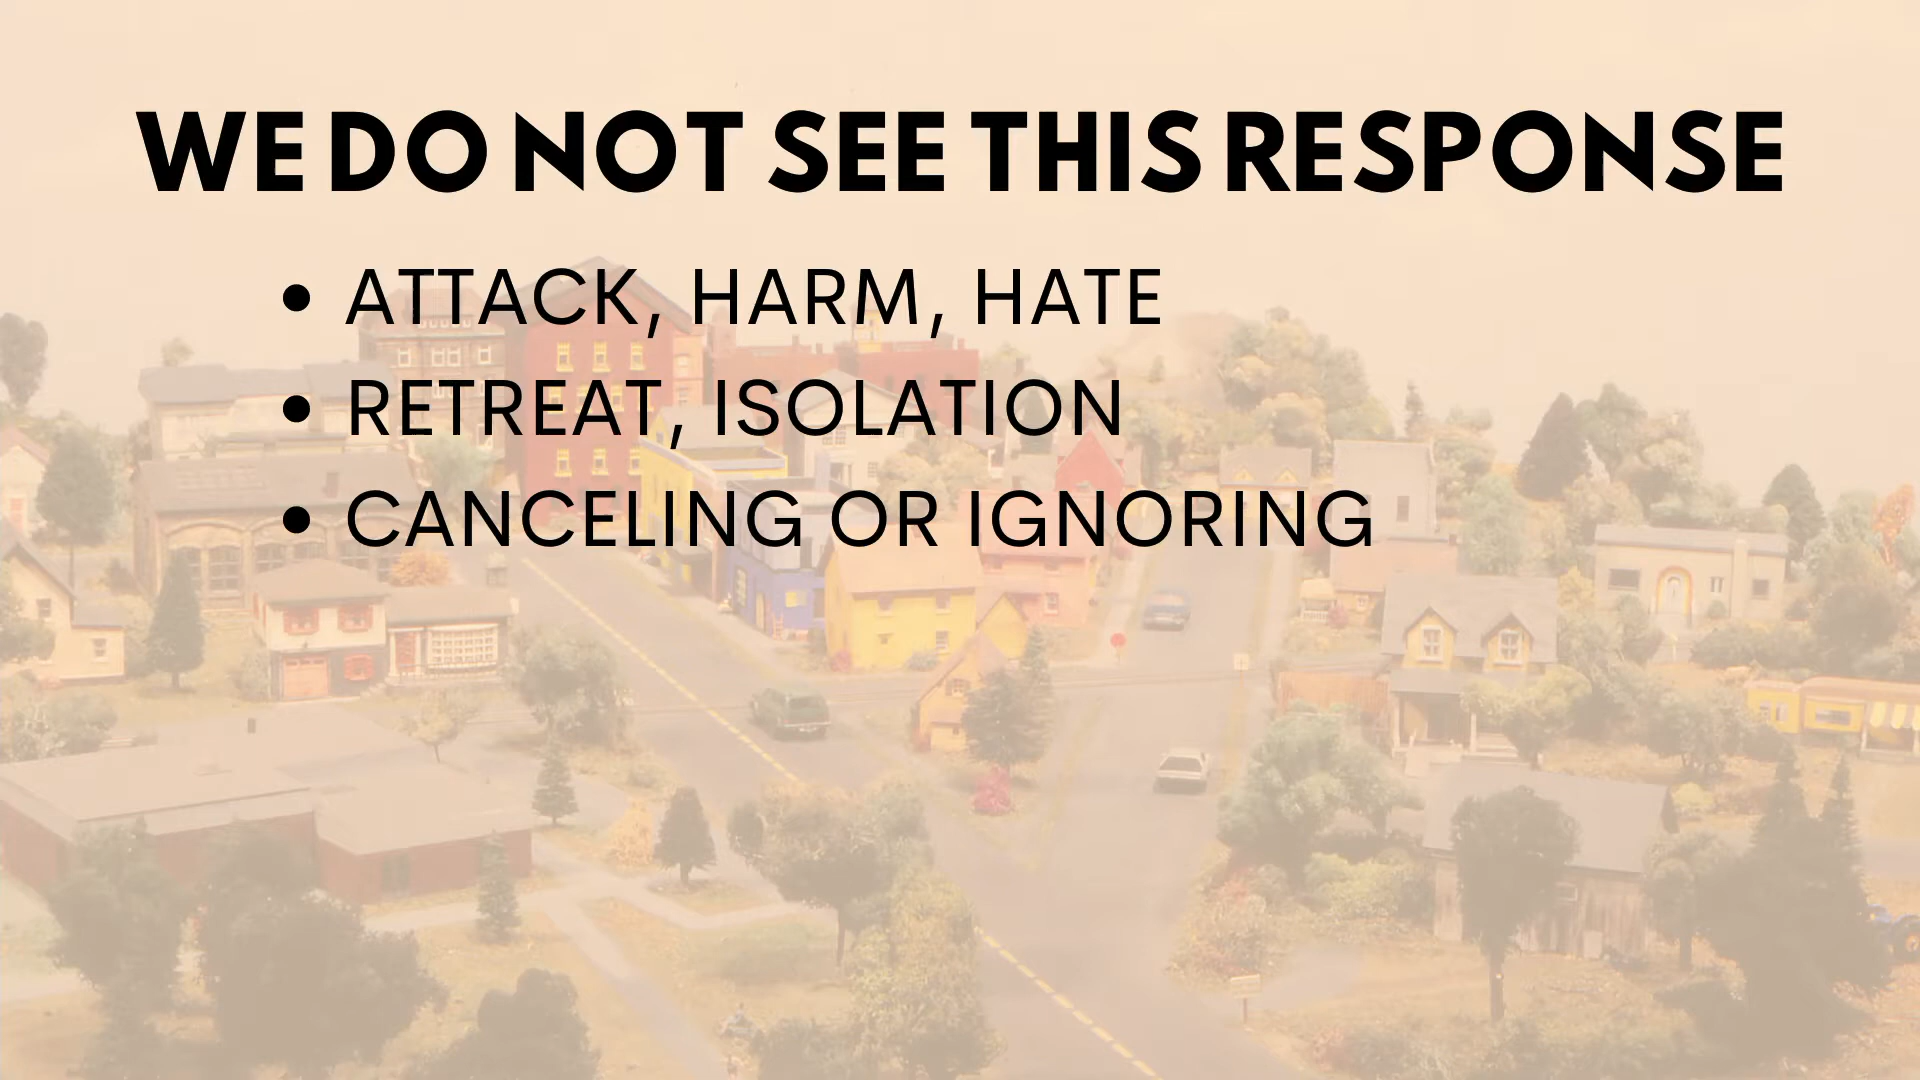 WE DO NOT SEE THIS RESPONSE
• ATTACK, HARM, HATE
• RETREAT, ISOLATION
• CANCELING OR IGNORING